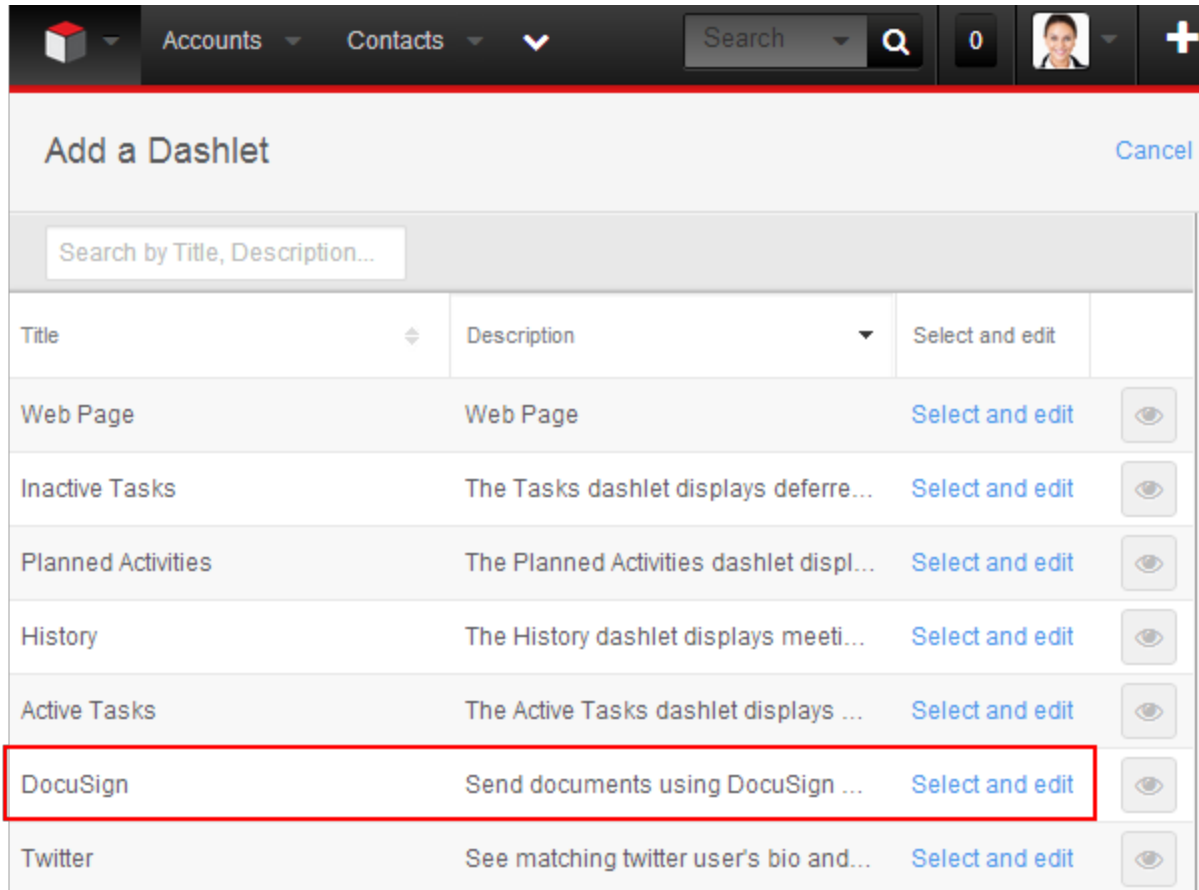 Accounts Contacts Search 0
Add a Dashlet Cancel
Search by Title, Description...
Title Description Select and edit
Web Page Web Page Select and edit
Inactive Tasks The Tasks dashlet displays deferre... Select and edit
Planned Activities The Planned Activities dashlet displ... Select and edit
History The History dashlet displays meeti... Select and edit
Active Tasks The Active Tasks dashlet displays ... Select and edit
DocuSign Send documents using DocuSign ... Select and edit
Twitter See matching twitter user's bio and... Select and edit